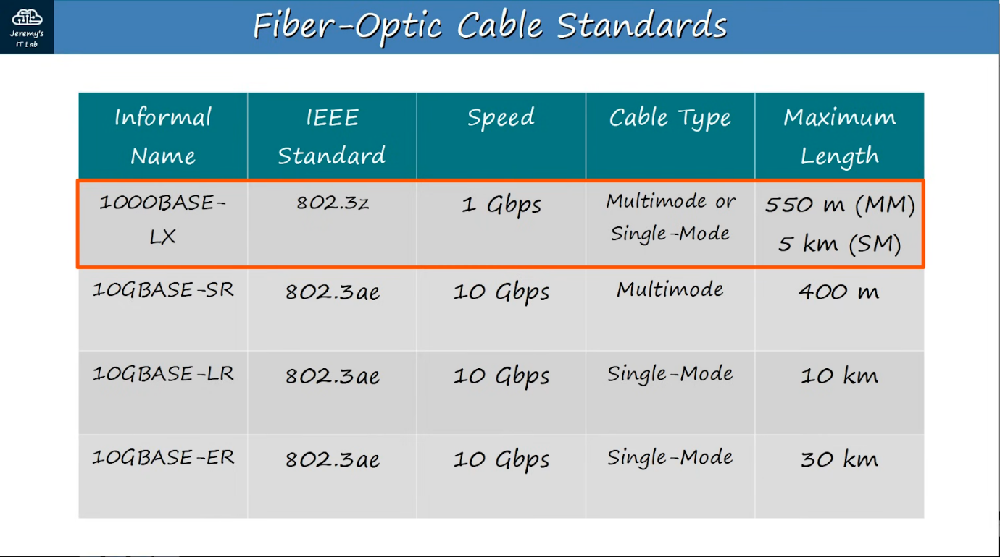 Jeremy's
IT Lab
Fiber-Optic Cable Standards
Informal Name IEEE Standard Speed Cable Type Maximum Length
1000BASE-LX 802.3z 1 Gbps Multimode or Single-Mode 550 m (MM) 5 km (SM)
10GBASE-SR 802.3ae 10 Gbps Multimode 400 m
10GBASE-LR 802.3ae 10 Gbps Single-Mode 10 km
10GBASE-ER 802.3ae 10 Gbps Single-Mode 30 km